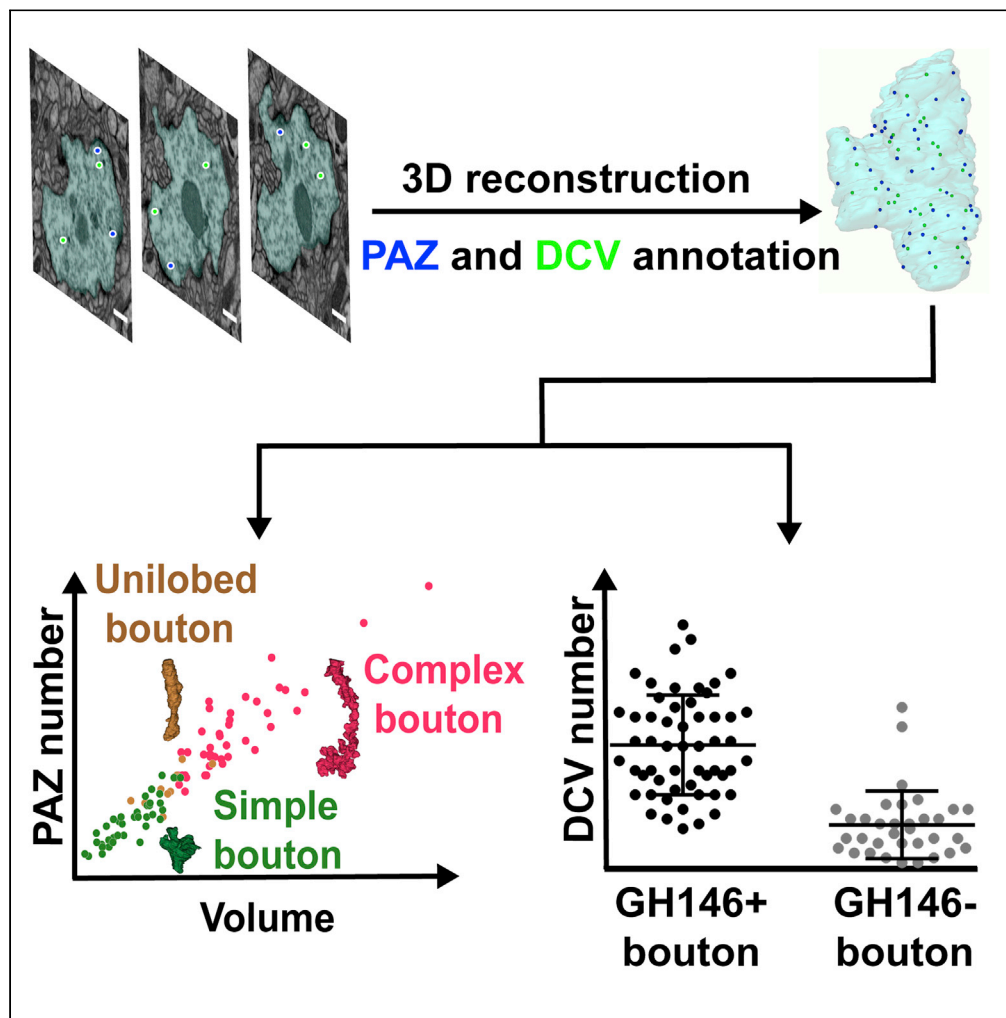 3D reconstruction
PAZ and DCV annotation
PAZ number
Unilobed
bouton
Complex
bouton
Simple
bouton
Volume
DCV number
GH146+
bouton
GH146-
bouton